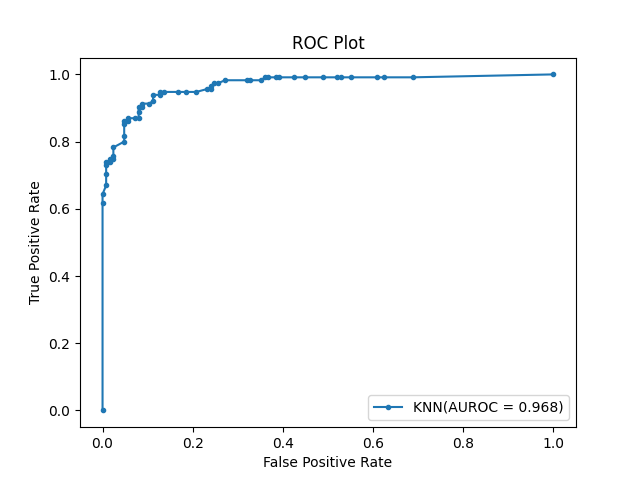 ROC Plot
1.0
0.8
0.6
0.4
0.2
0.0
True Positive Rate
KNN(AUROC = 0.968)
0.0 0.2 0.4 0.6 0.8 1.0
False Positive Rate